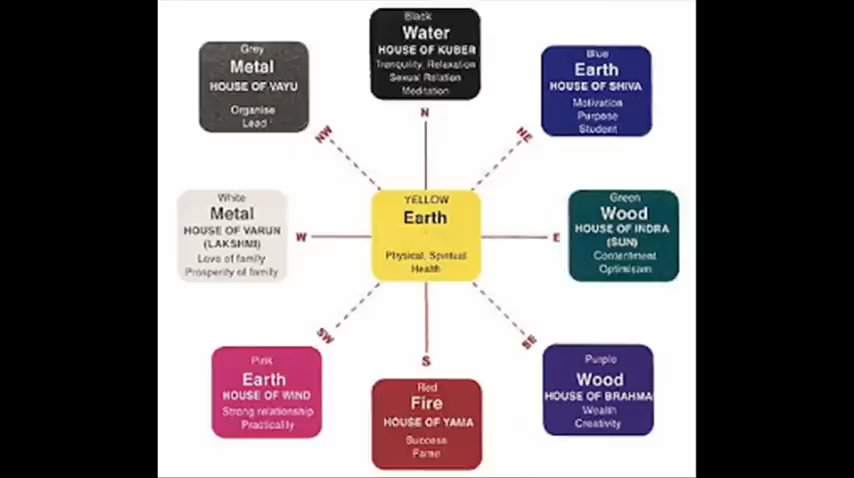 Black
Water
HOUSE OF KUBER
Tranquility, Relaxation
Sexual Relation
Meditation
Grey
Metal
HOUSE OF VAYU
Organise
Lead
Blue
Earth
HOUSE OF SHIVA
Motivation
Purpose
Student
N
NW
NE
White
Metal
HOUSE OF VARUN
(LAKSHMI)
Love of family
Prosperity of family
W
YELLOW
Earth
Physical, Spiritual
Health
E
Green
Wood
HOUSE OF INDRA
(SUN)
Contentment
Optimism
SW
S
SE
Pink
Earth
HOUSE OF WIND
Strong relationship
Practicality
Red
Fire
HOUSE OF YAMA
Success
Fame
Purple
Wood
HOUSE OF BRAHMA
Wealth
Creativity